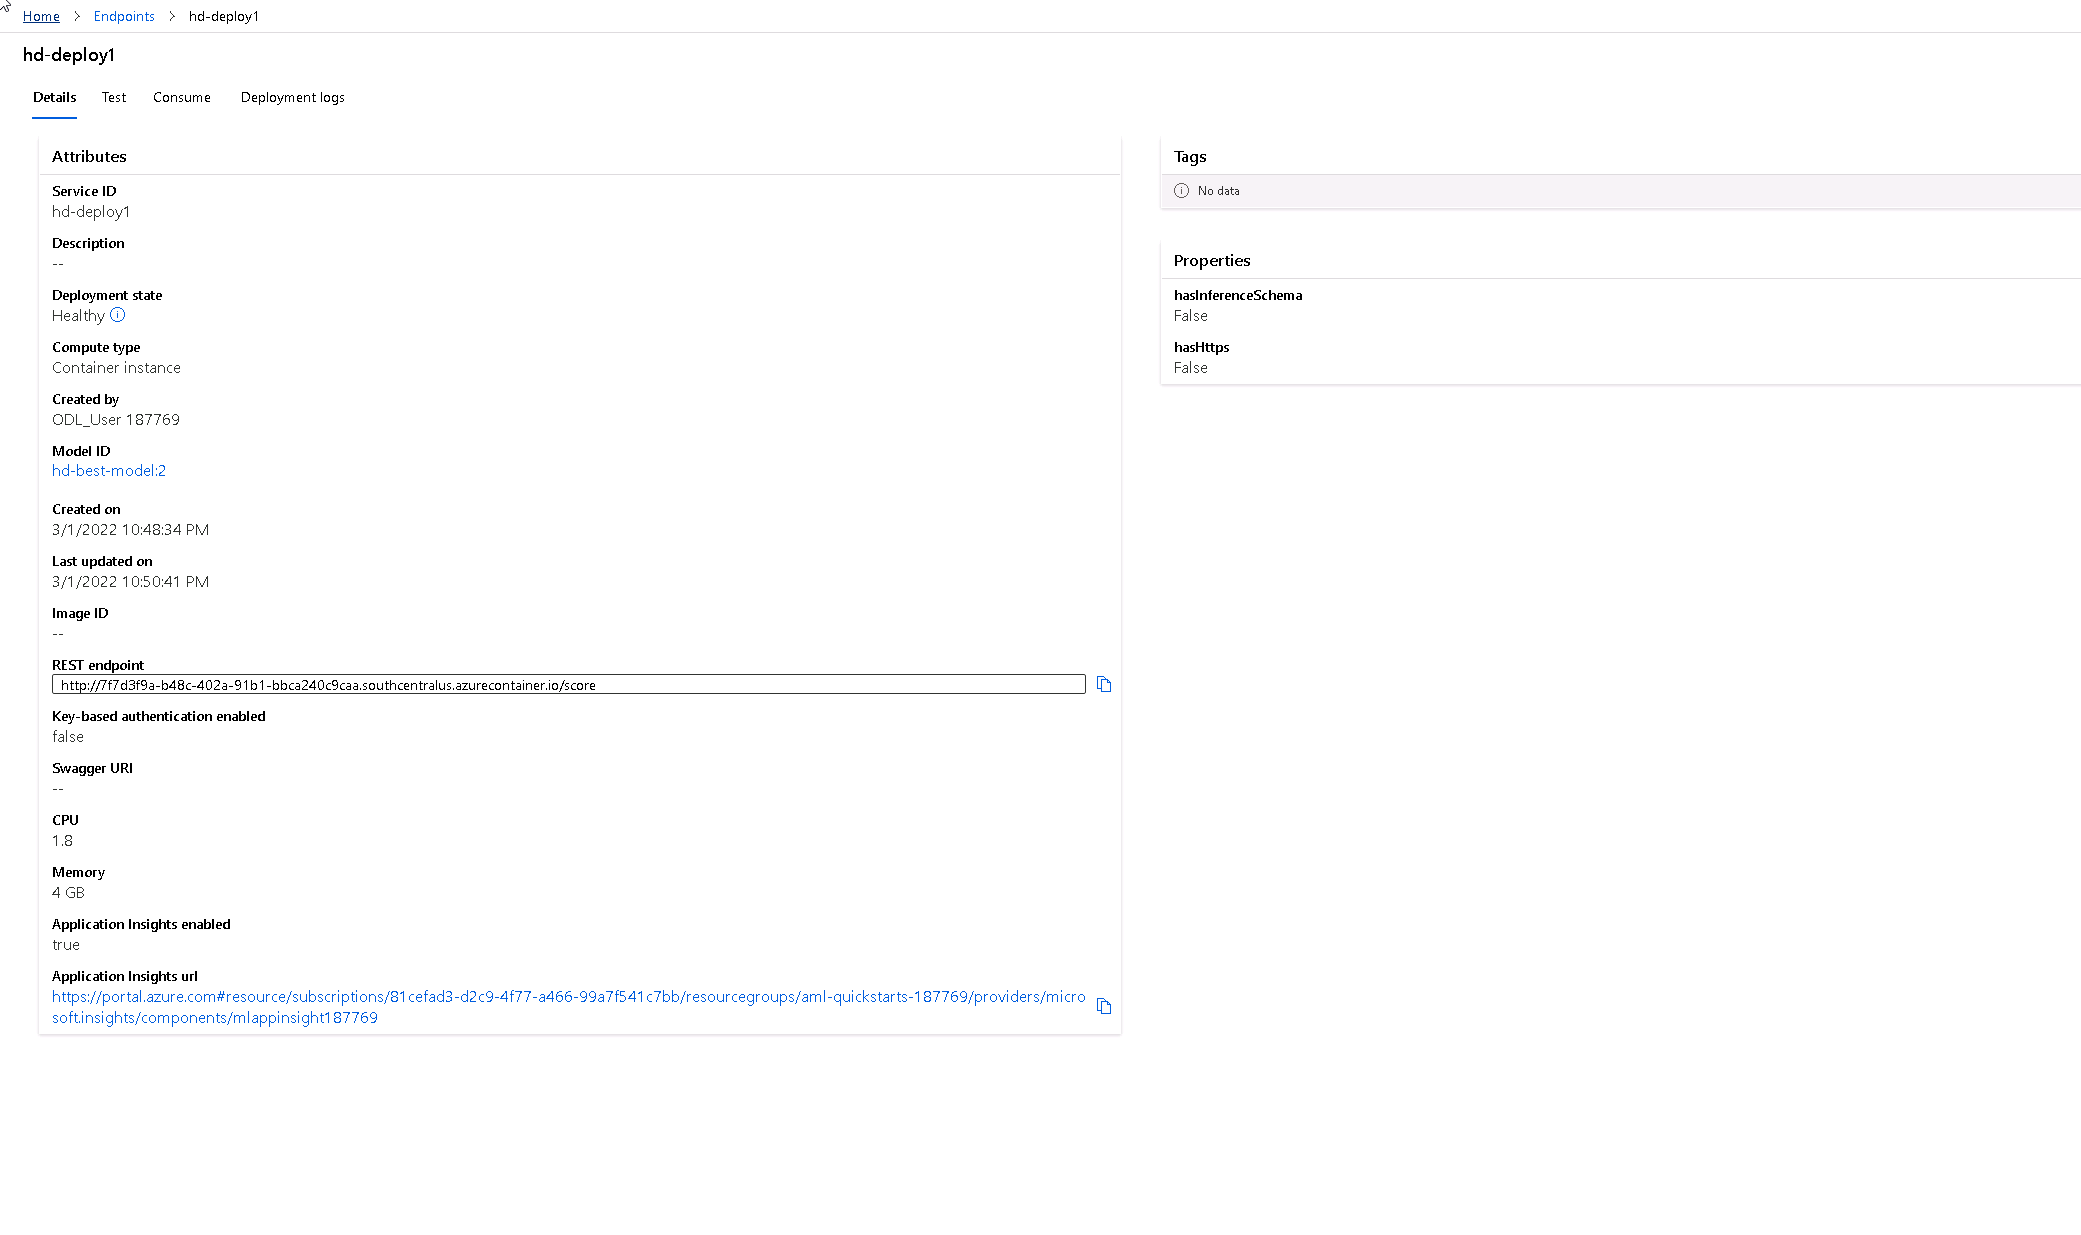 Home > Endpoints > hd-deploy1
hd-deploy1
Details Test Consume Deployment logs
Attributes
Service ID
hd-deploy1
Description
--
Deployment state
Healthy
Compute type
Container instance
Created by
ODL_User 187769
Model ID
hd-best-model:2
Created on
3/1/2022 10:48:34 PM
Last updated on
3/1/2022 10:50:41 PM
Image ID
--
REST endpoint
http://7f7d3f9a-b48c-402a-91b1-bbca240c9caa.southcentralus.azurecontainer.io/score
Key-based authentication enabled
false
Swagger URI
--
CPU
1.8
Memory
4 GB
Application Insights enabled
true
Application Insights url
https://portal.azure.com#resource/subscriptions/81cefad3-d2c9-4f77-a466-99a7f541c7bb/resourcegroups/aml-quickstarts-187769/providers/micro
soft.insights/components/mlappinsight187769
Tags
No data
Properties
hasInferenceSchema
False
hasHttps
False